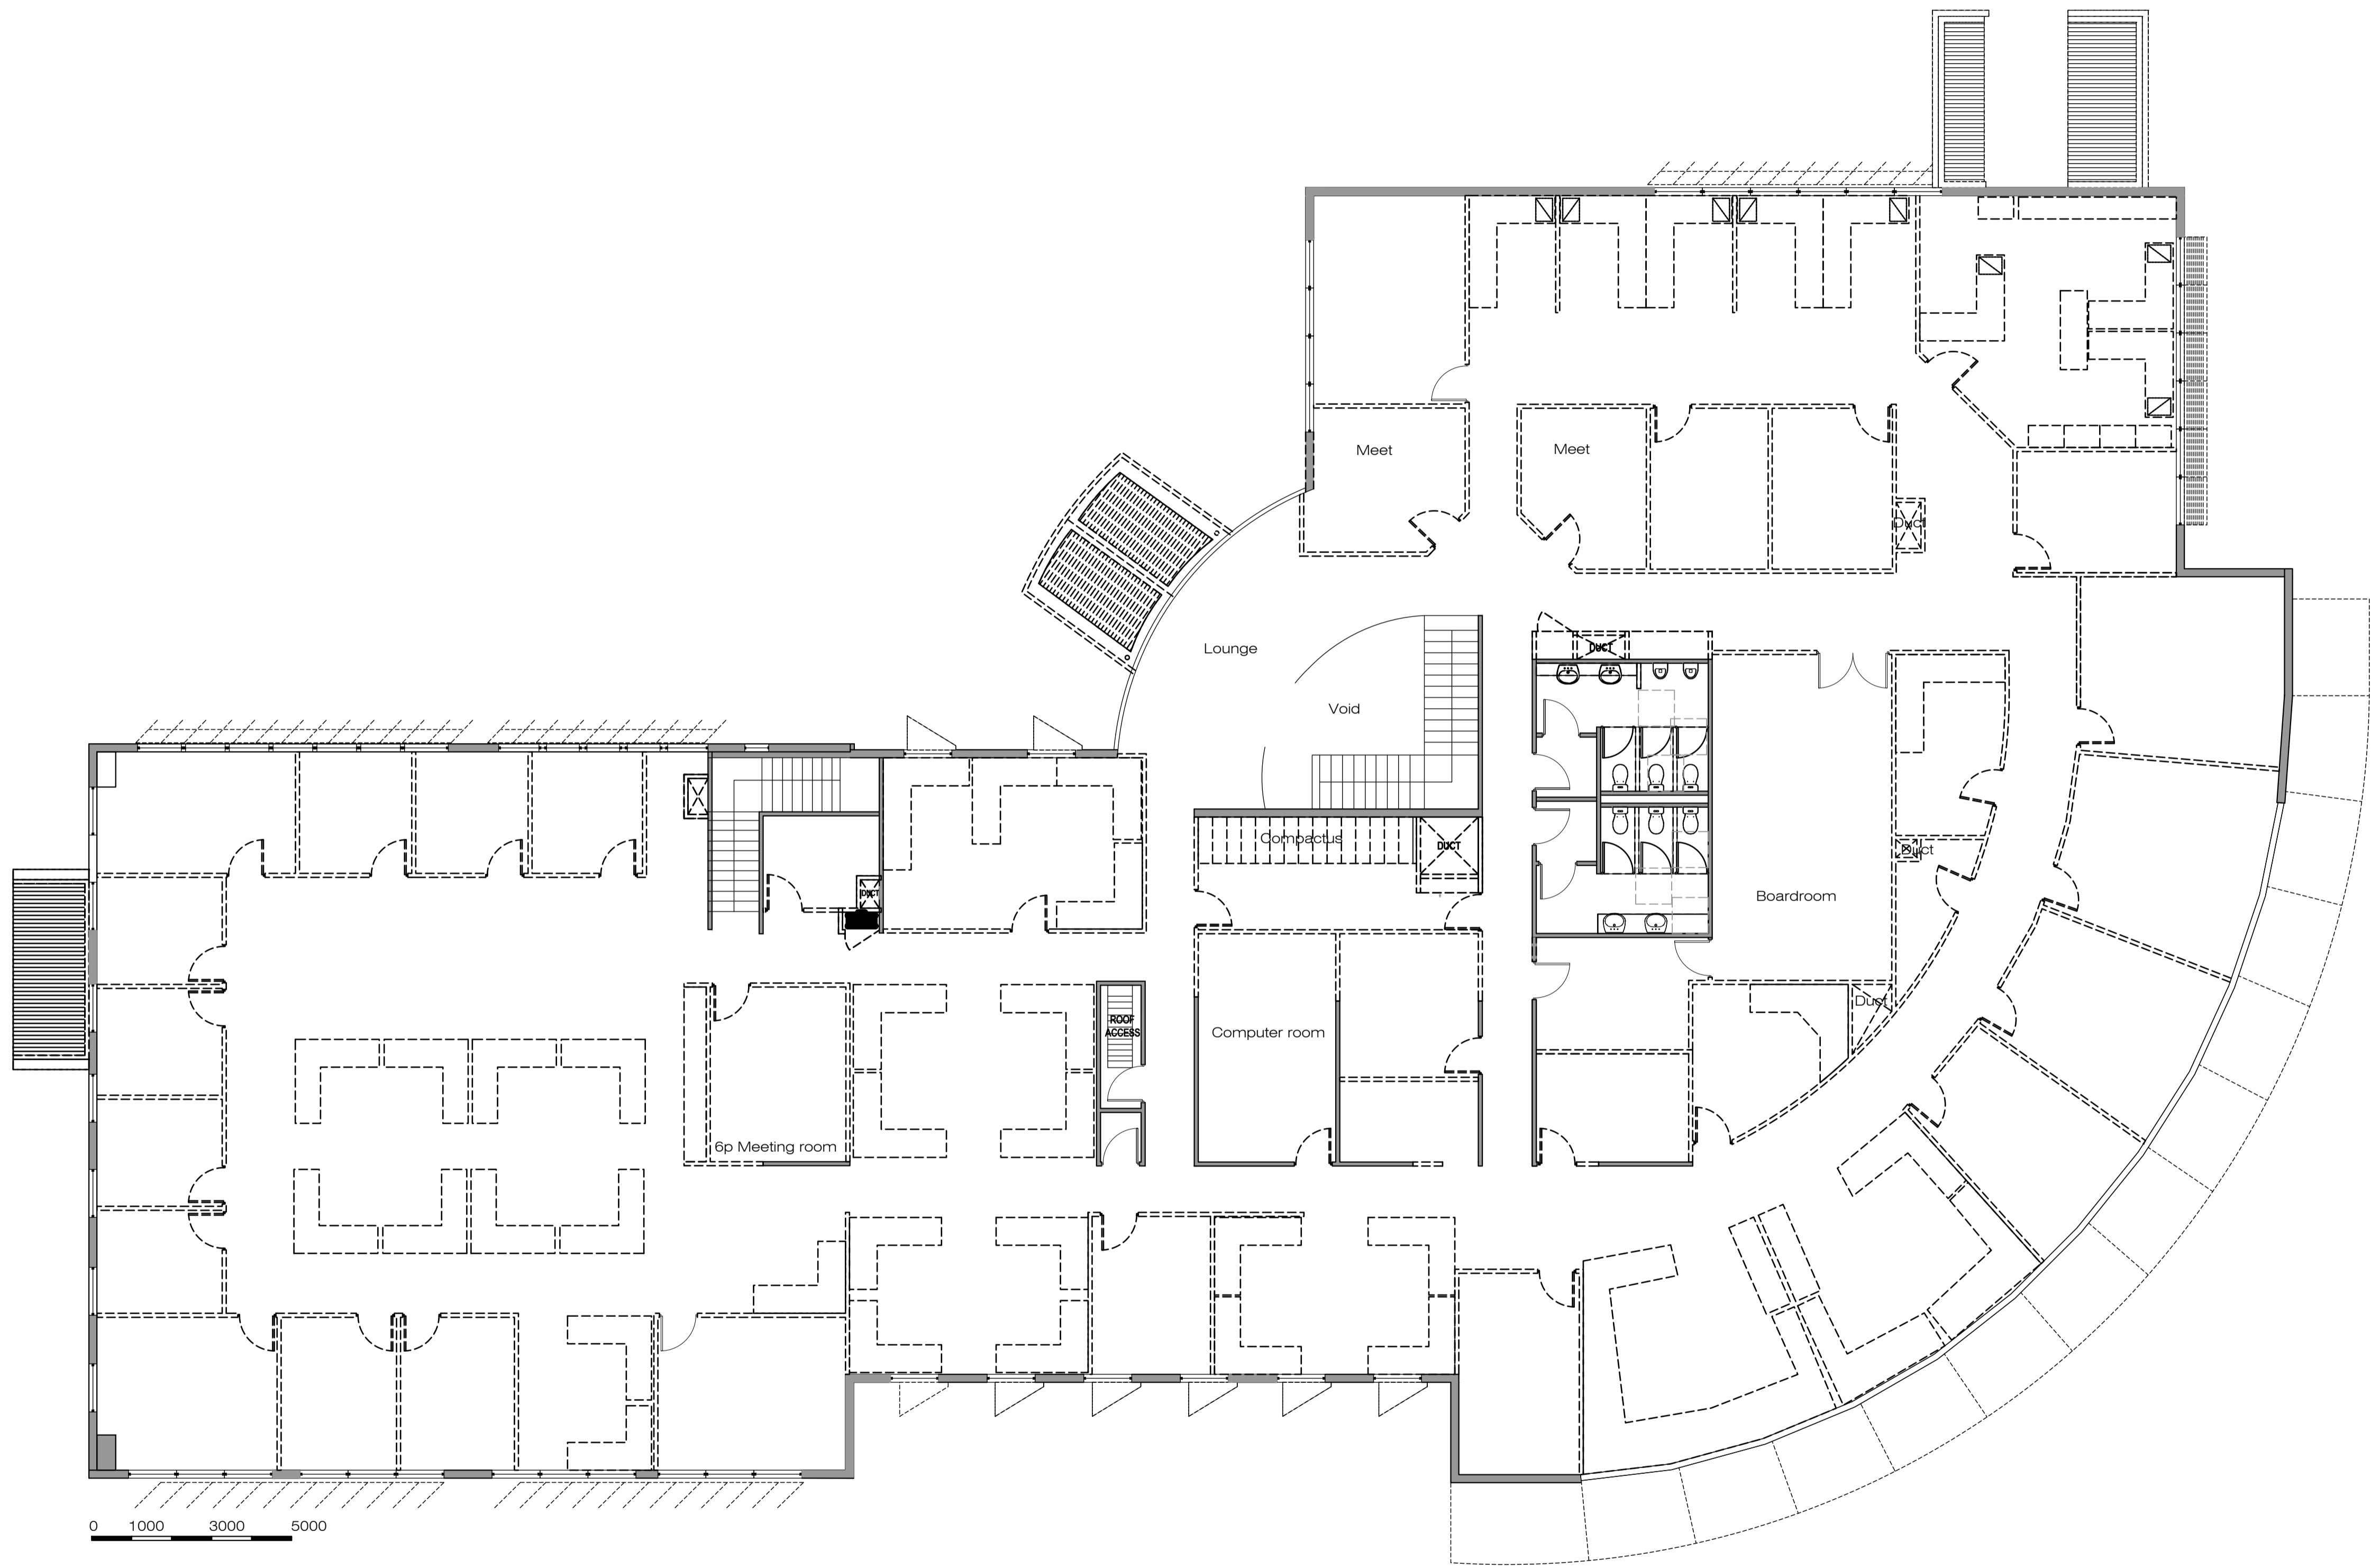 Meet
Meet
Duct
Lounge
DUCT
Void
Compactus
DUCT
Duct
DUCT
Boardroom
Duct
ROOF
ACCESS
Computer room
6p Meeting room
0 1000 3000 5000